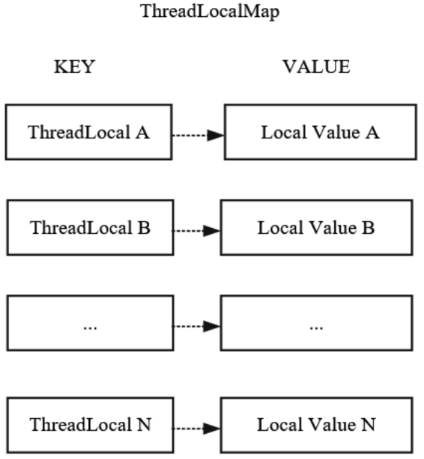 ThreadLocalMap
KEY VALUE
ThreadLocal A Local Value A
ThreadLocal B Local Value B
... ...
ThreadLocal N Local Value N